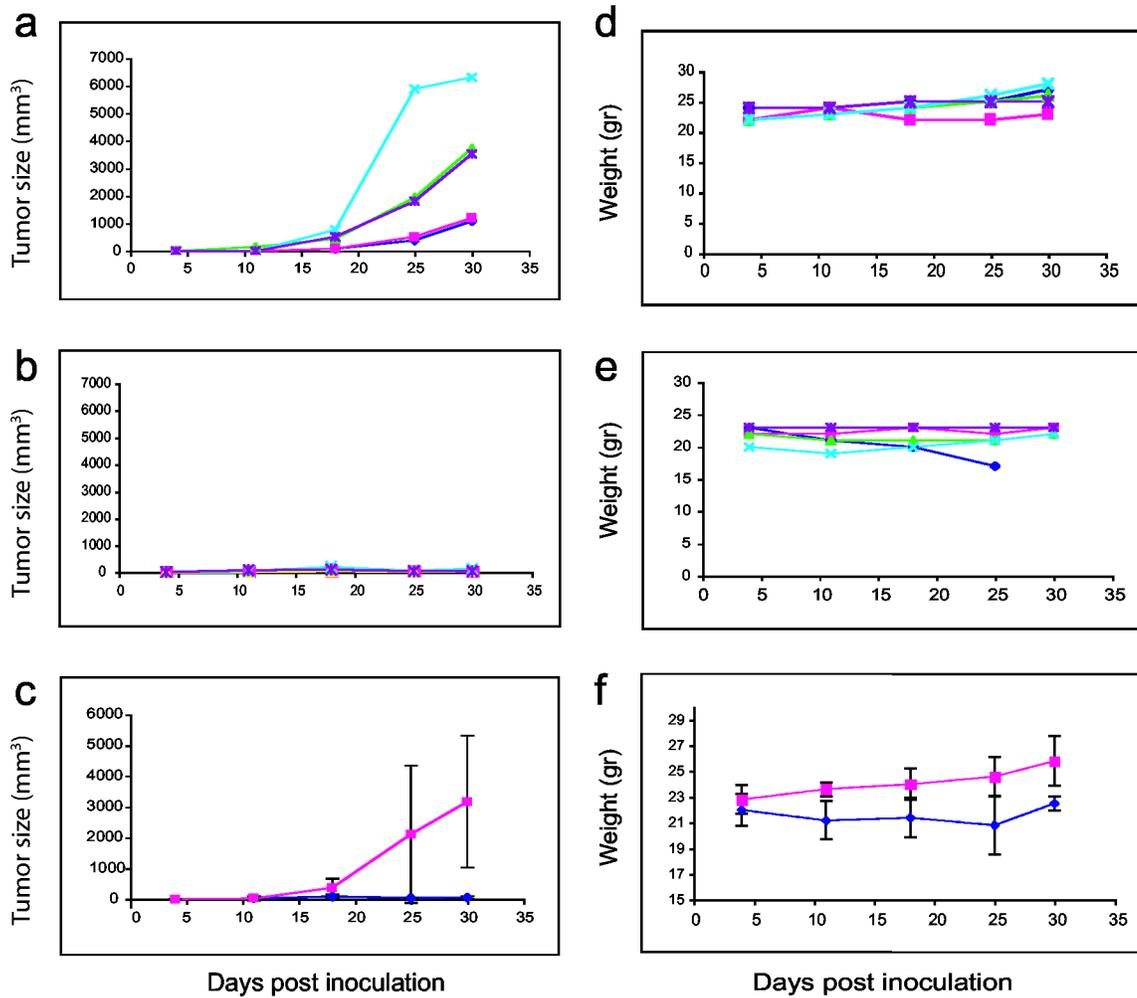 a
Tumor size (mm³)
7000
6000
5000
4000
3000
2000
1000
0
0 5 10 15 20 25 30 35
d
Weight (gr)
30
25
20
15
10
5
0
0 5 10 15 20 25 30 35
b
Tumor size (mm³)
7000
6000
5000
4000
3000
2000
1000
0
0 5 10 15 20 25 30 35
e
Weight (gr)
30
25
20
15
10
5
0
0 5 10 15 20 25 30 35
c
Tumor size (mm³)
6000
5000
4000
3000
2000
1000
0
0 5 10 15 20 25 30 35
Days post inoculation
f
Weight (gr)
29
27
25
23
21
19
17
15
0 5 10 15 20 25 30 35
Days post inoculation